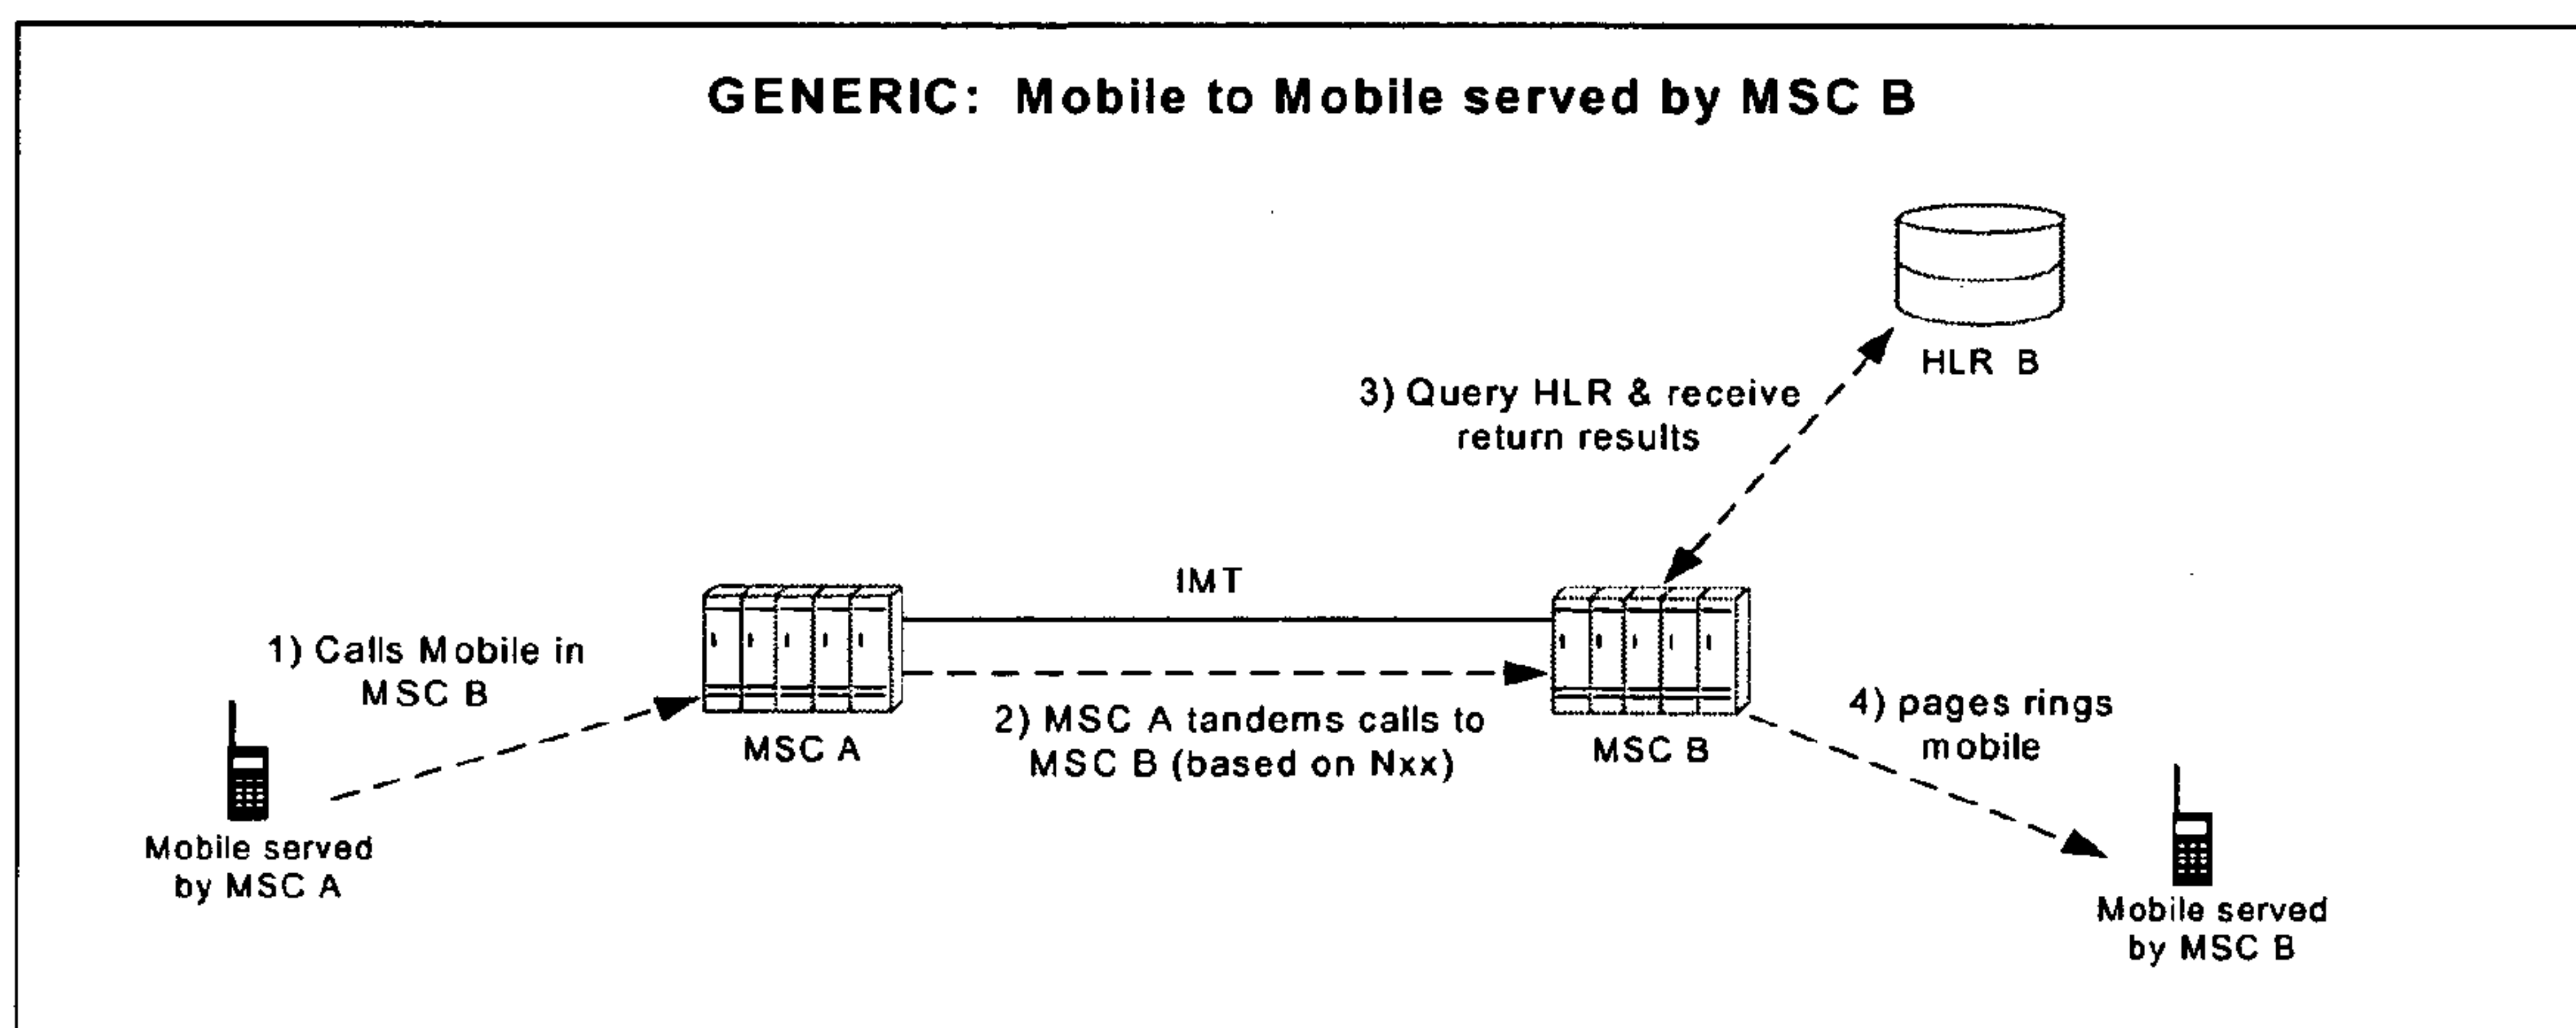 GENERIC: Mobile to Mobile served by MSC B
HLR B
3) Query HLR & receive
return results
IMT
1) Calls Mobile in
MSC B
MSC A
2) MSC A tandems calls to
MSC B (based on Nxx)
MSC B
4) pages rings
mobile
Mobile served
by MSC A
Mobile served
by MSC B